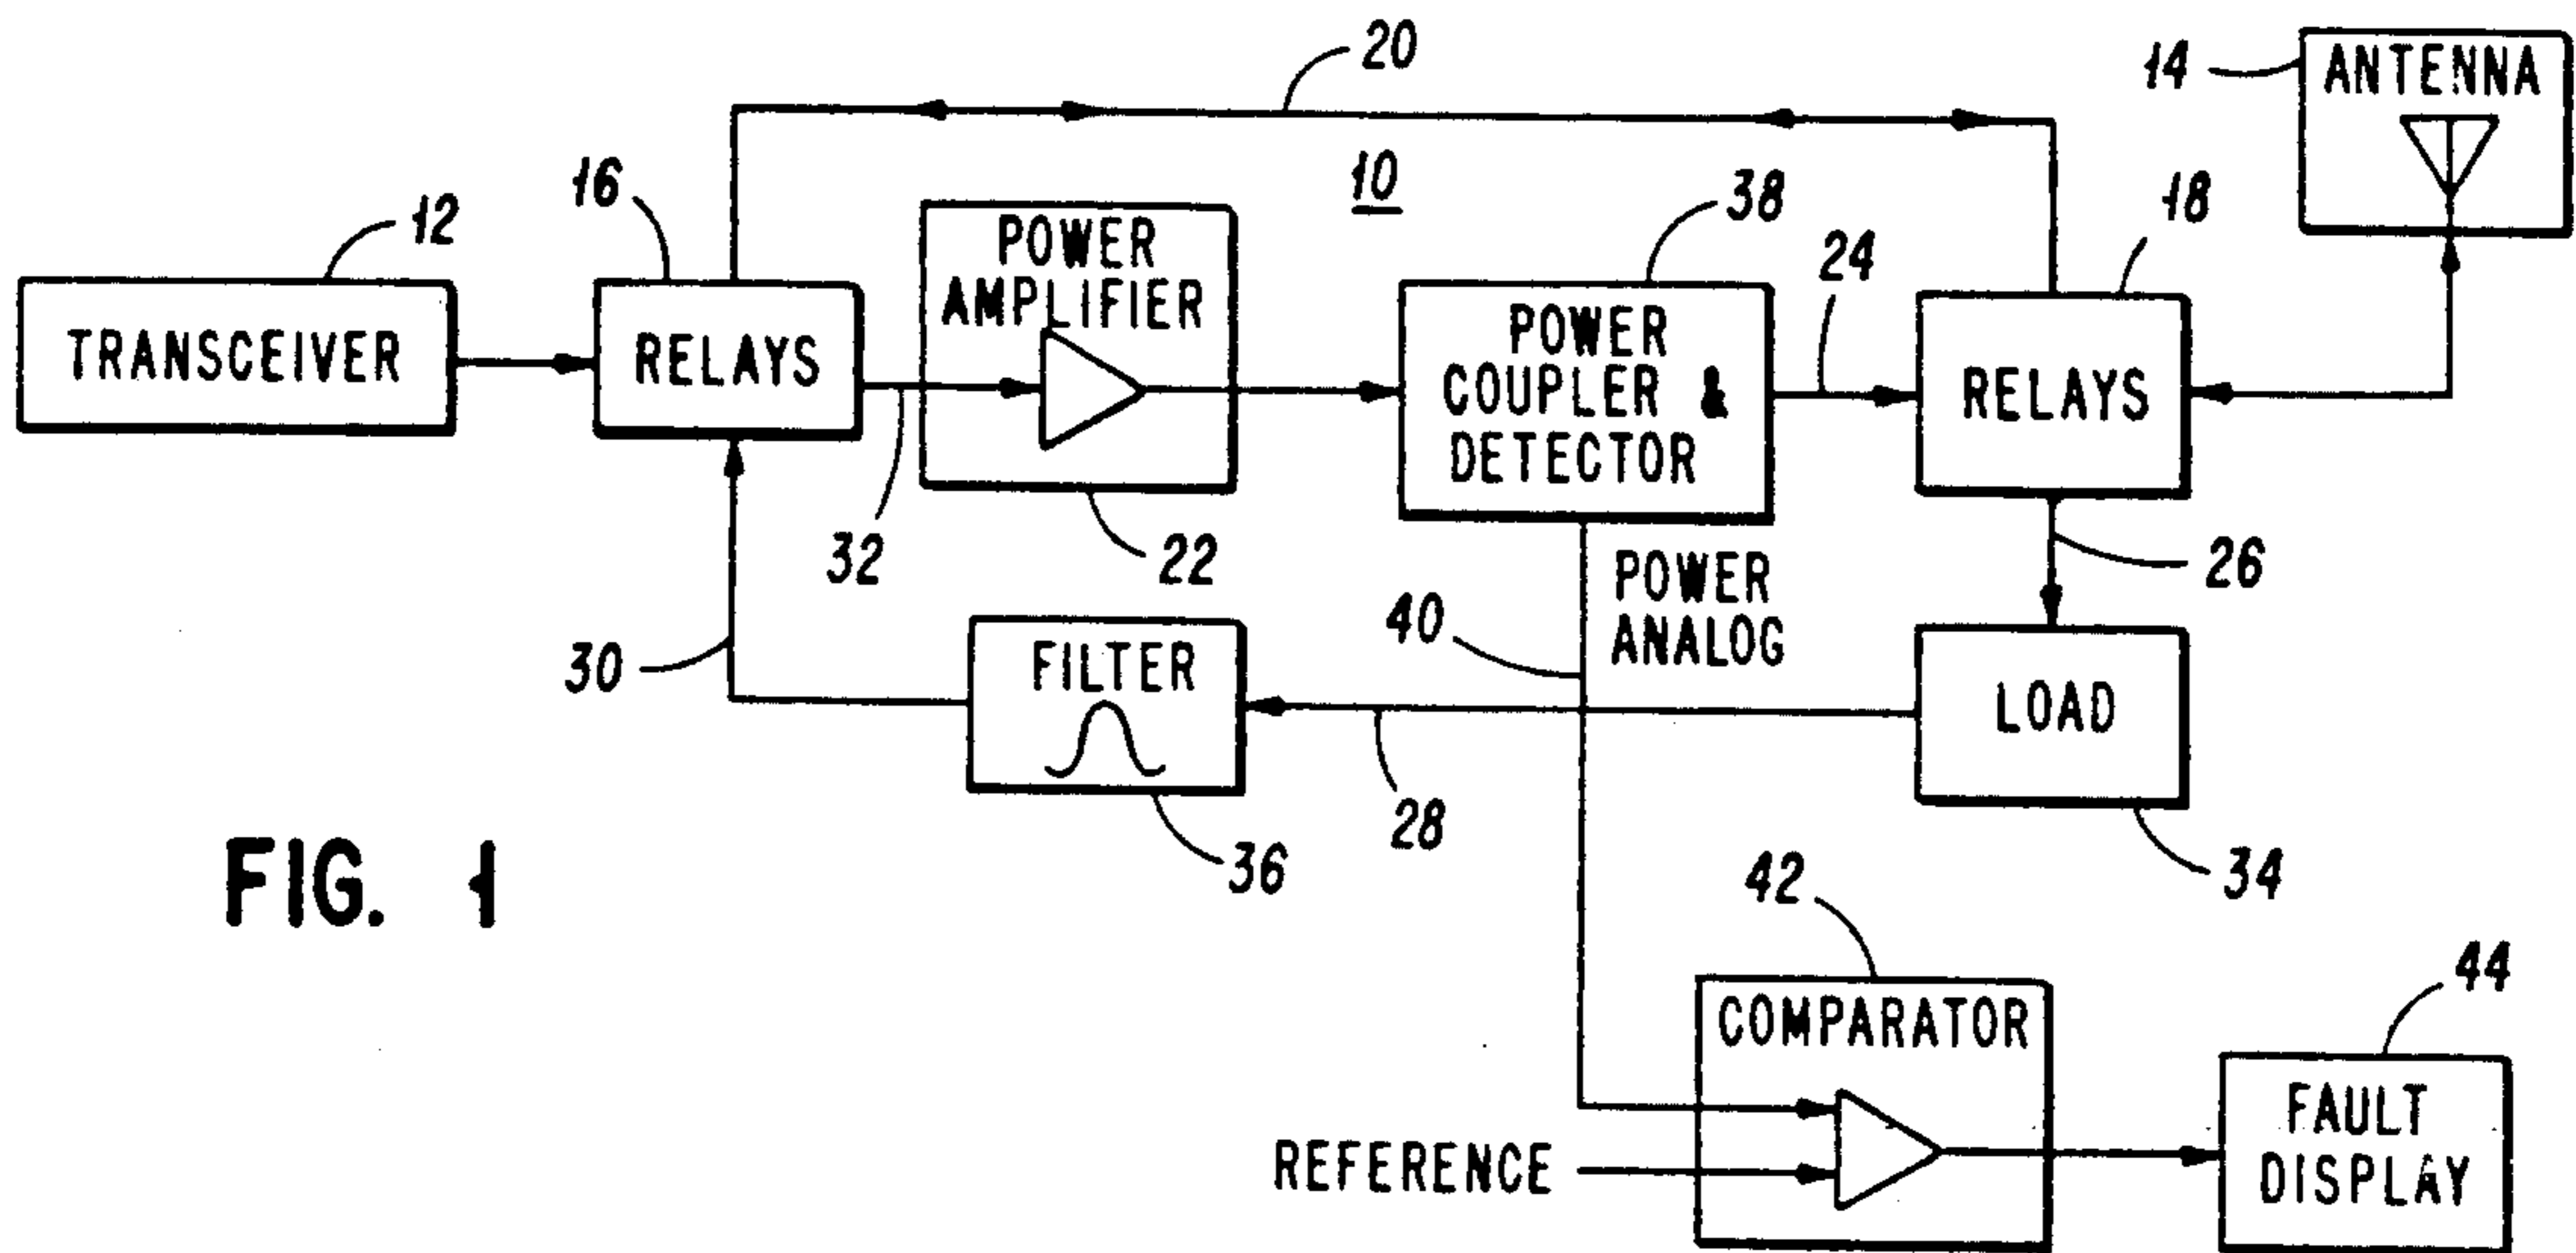 20
14
ANTENNA
10
16
38
18
12
POWER
AMPLIFIER
24
TRANSCEIVER
RELAYS
POWER
COUPLER &
DETECTOR
RELAYS
32
22
POWER
ANALOG
26
40
30
FILTER
LOAD
28
36
34
FIG. 1
42
44
COMPARATOR
REFERENCE
FAULT
DISPLAY